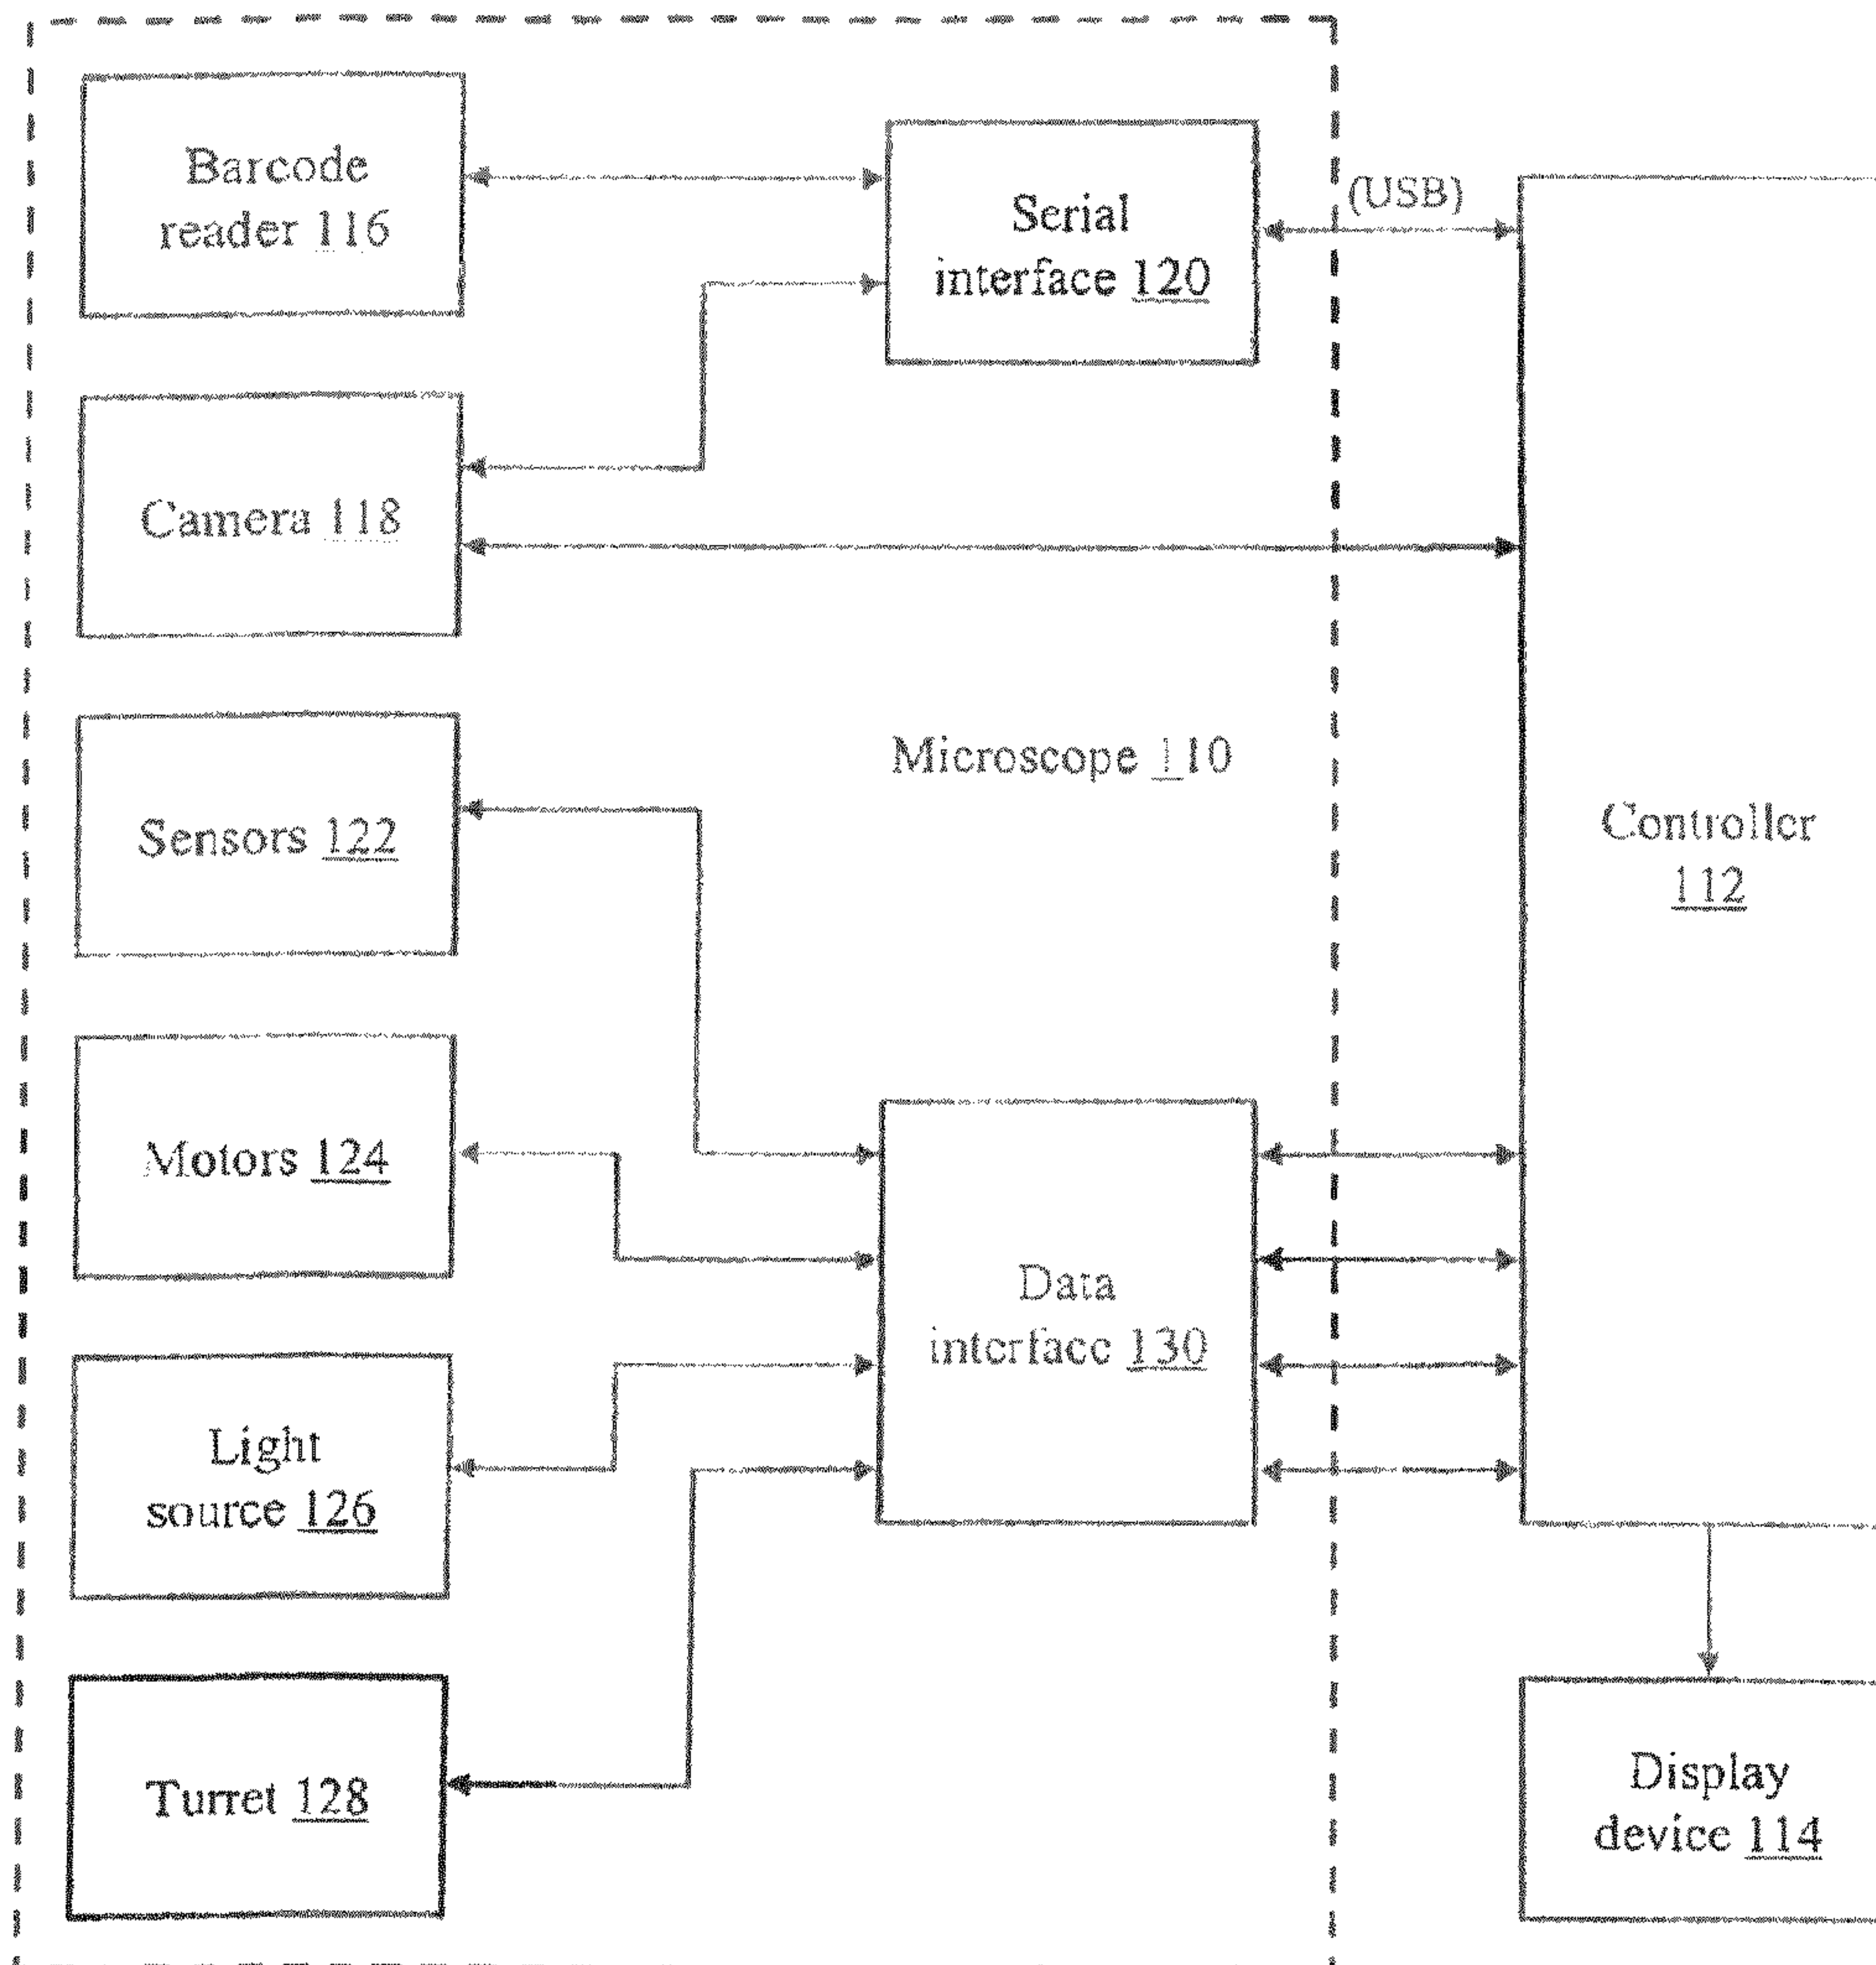 Barcode
reader 116
Serial
interface 120
(USB)
Camera 118
Microscope 110
Sensors 122
Controller
112
Motors 124
Data
interface 130
Light
source 126
Turret 128
Display
device 114